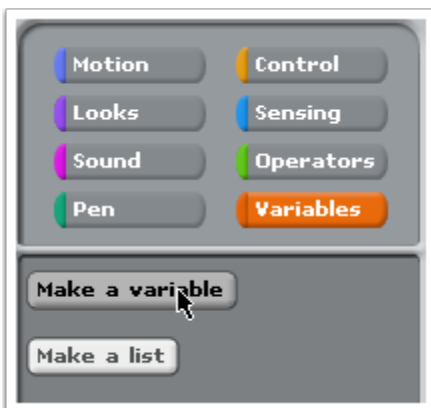 Motion Control
Looks Sensing
Sound Operators
Pen Variables
Make a variable
Make a list